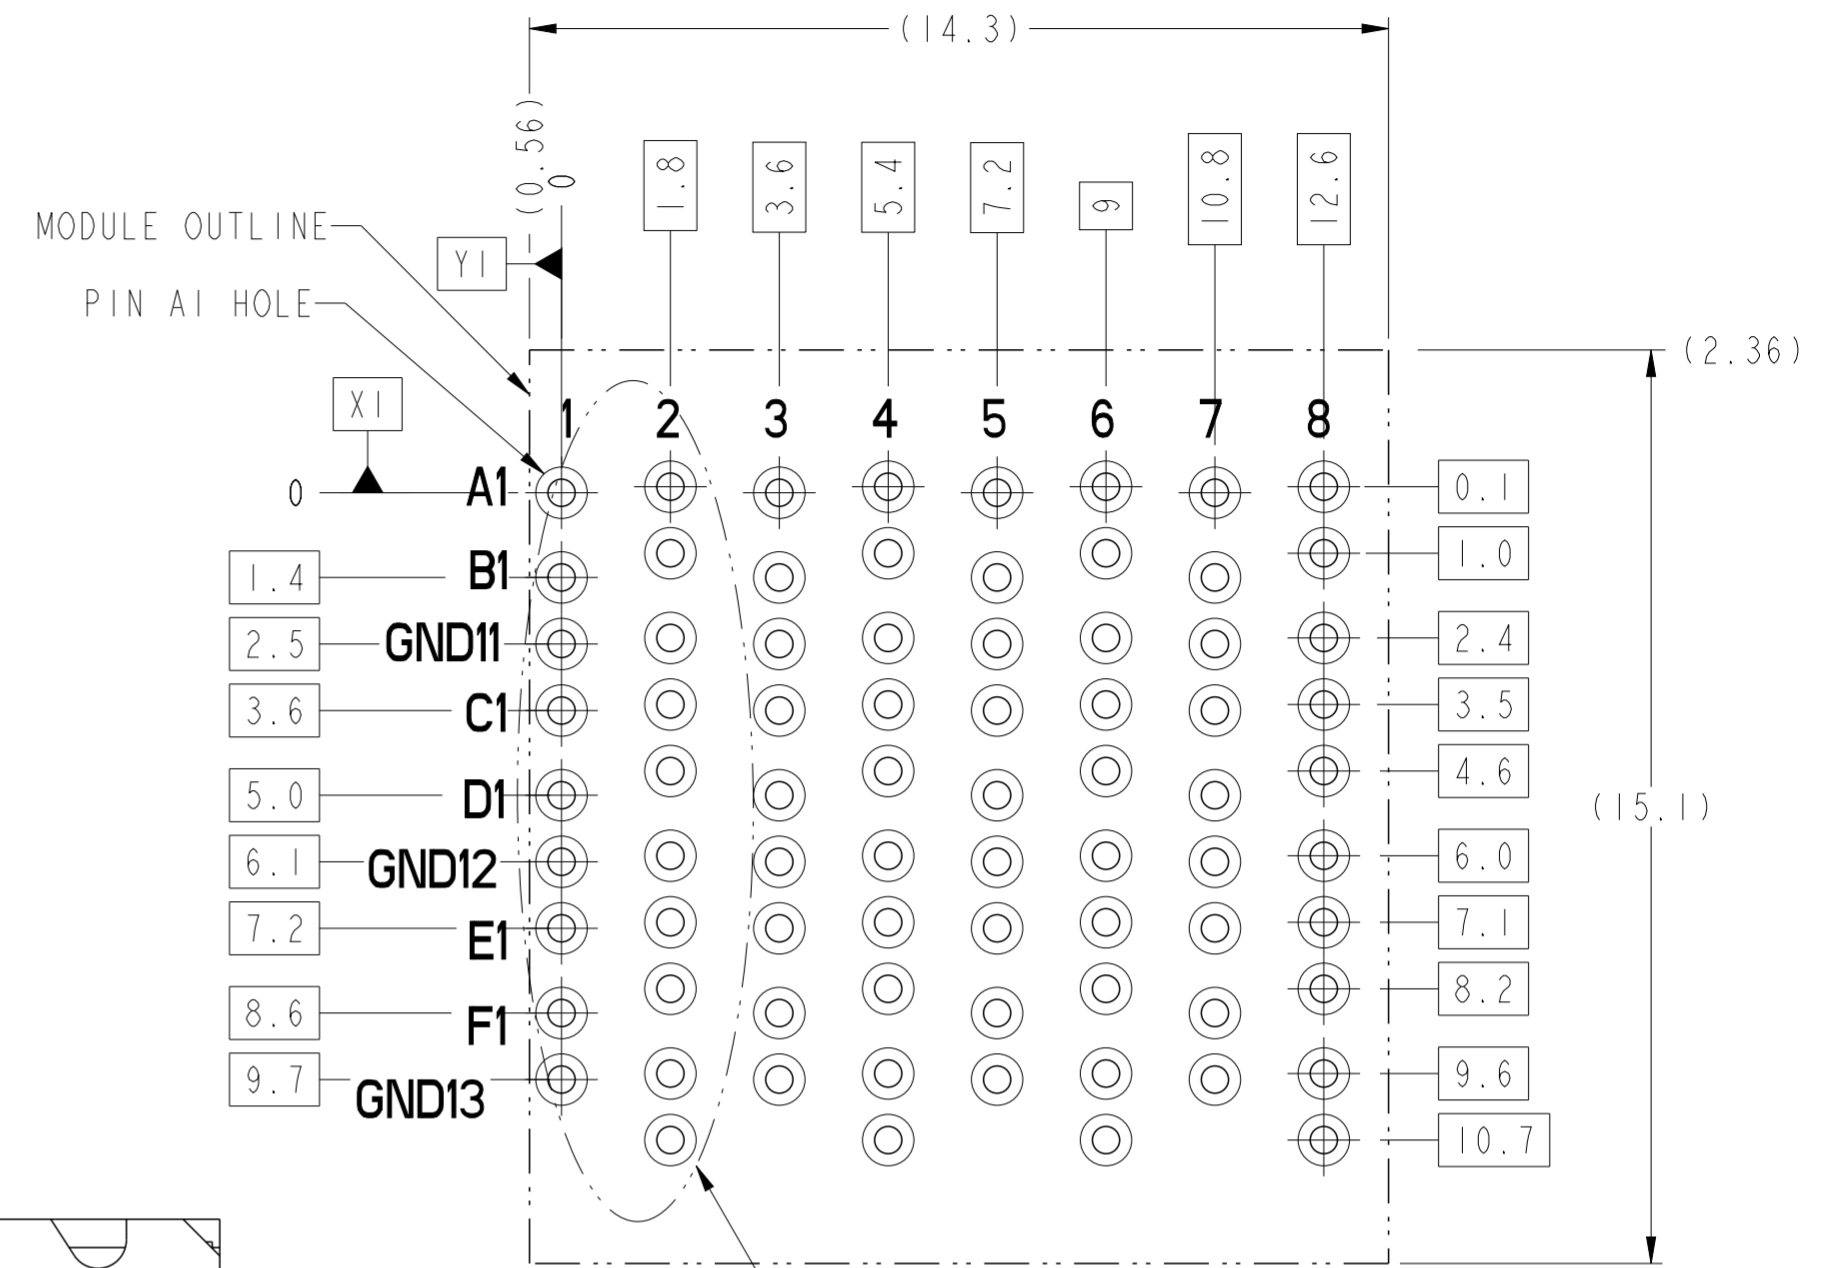 (14.3)
(0.56)
0
1.8
3.6
5.4
7.2
9
10.8
12.6
MODULE OUTLINE
Y1
PIN A1 HOLE
(2.36)
X1
1 2 3 4 5 6 7 8
0 A1 0.1
1.0
1.4 B1
2.5 GND11 2.4
3.6 C1 3.5
4.6
5.0 D1
(15.1)
6.1 GND12 6.0
7.2 E1 7.1
8.2
8.6 F1
9.7 GND13 9.6
10.7